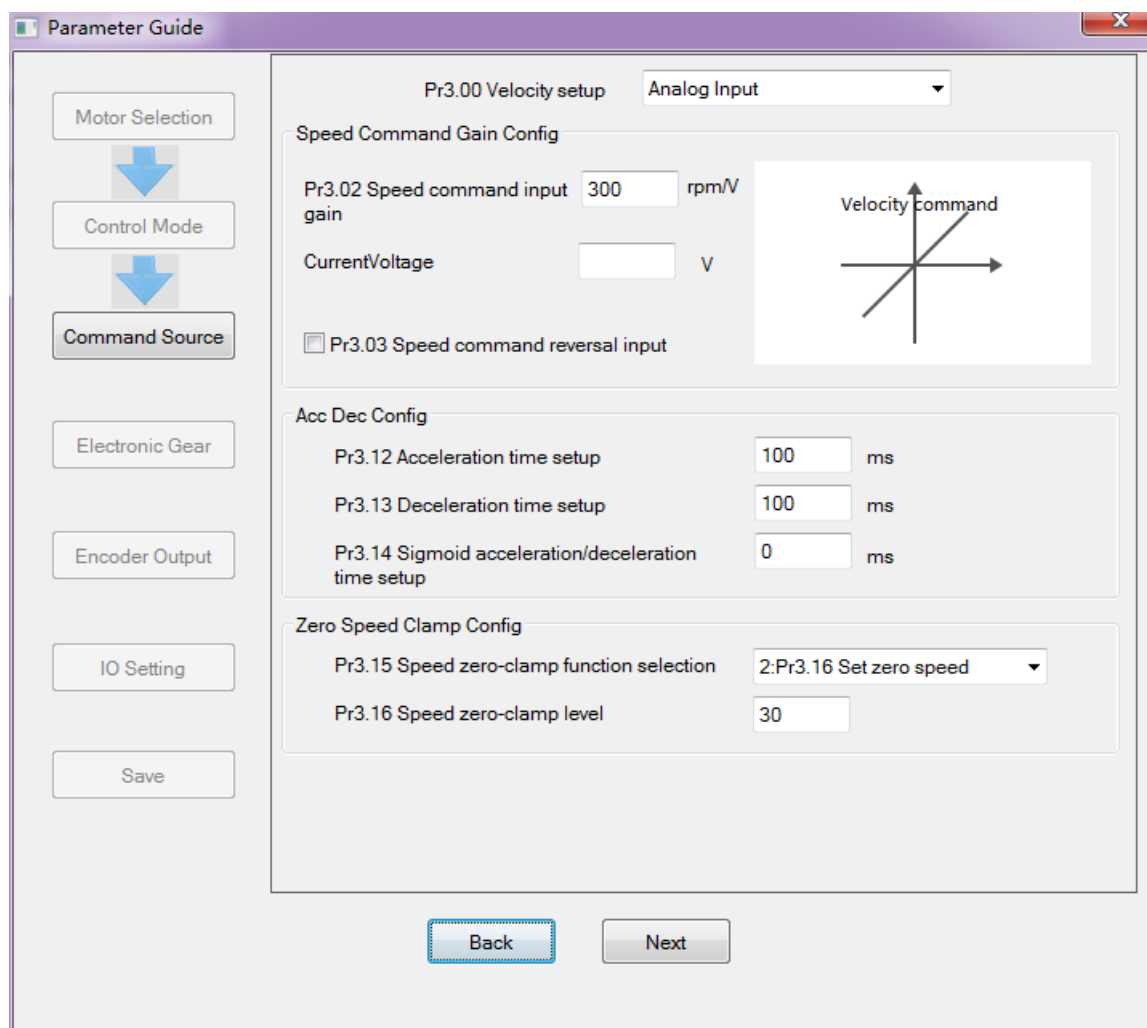 Parameter Guide
Motor Selection
Control Mode
Command Source
Electronic Gear
Encoder Output
IO Setting
Save
Pr3.00 Velocity setup Analog Input
Speed Command Gain Config
Pr3.02 Speed command input 300 rpm/V
gain
CurrentVoltage V
Pr3.03 Speed command reversal input
Velocity command
Acc Dec Config
Pr3.12 Acceleration time setup 100 ms
Pr3.13 Deceleration time setup 100 ms
Pr3.14 Sigmoid acceleration/deceleration 0 ms
time setup
Zero Speed Clamp Config
Pr3.15 Speed zero-clamp function selection 2:Pr3.16 Set zero speed
Pr3.16 Speed zero-clamp level 30
Back Next